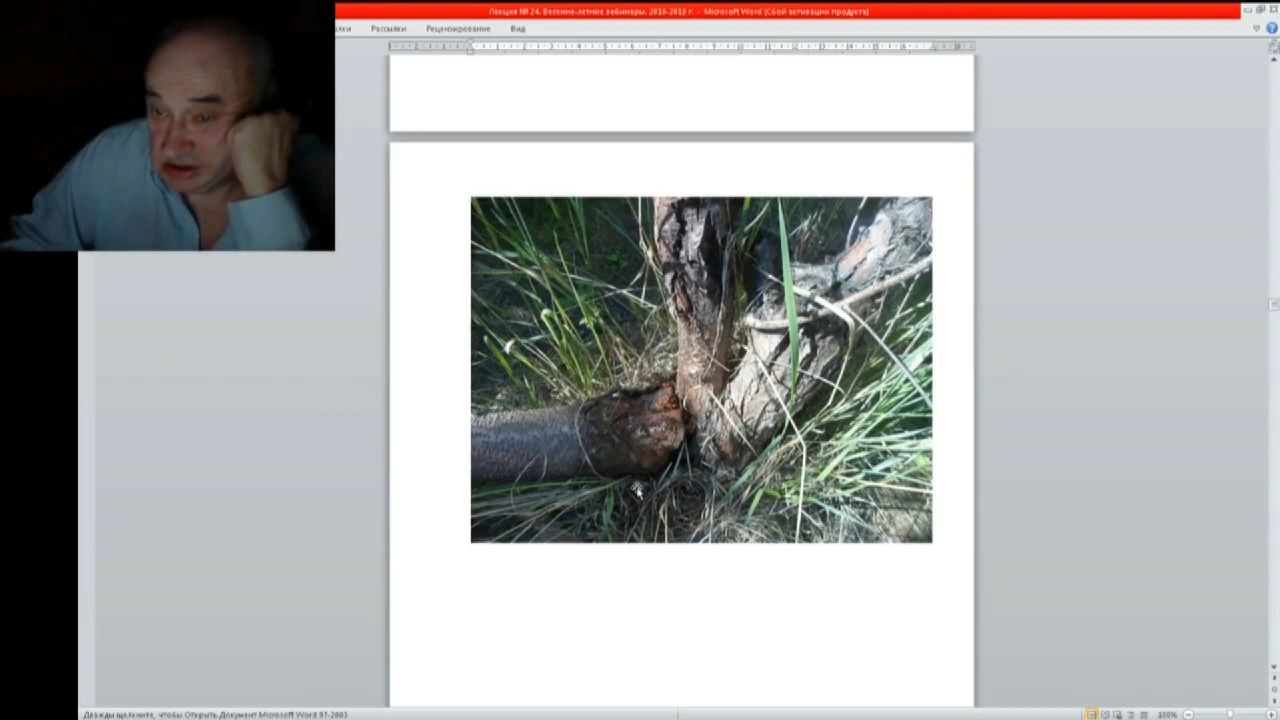 Лекция № 24. Весенне-летние вебинары. 2013-2013 г. - Microsoft Word (Сбой активации продукта)
Рассылки Рецензирование Вид
Дважды щелкните, чтобы Открыть Документ Microsoft Word 97-2003
100%